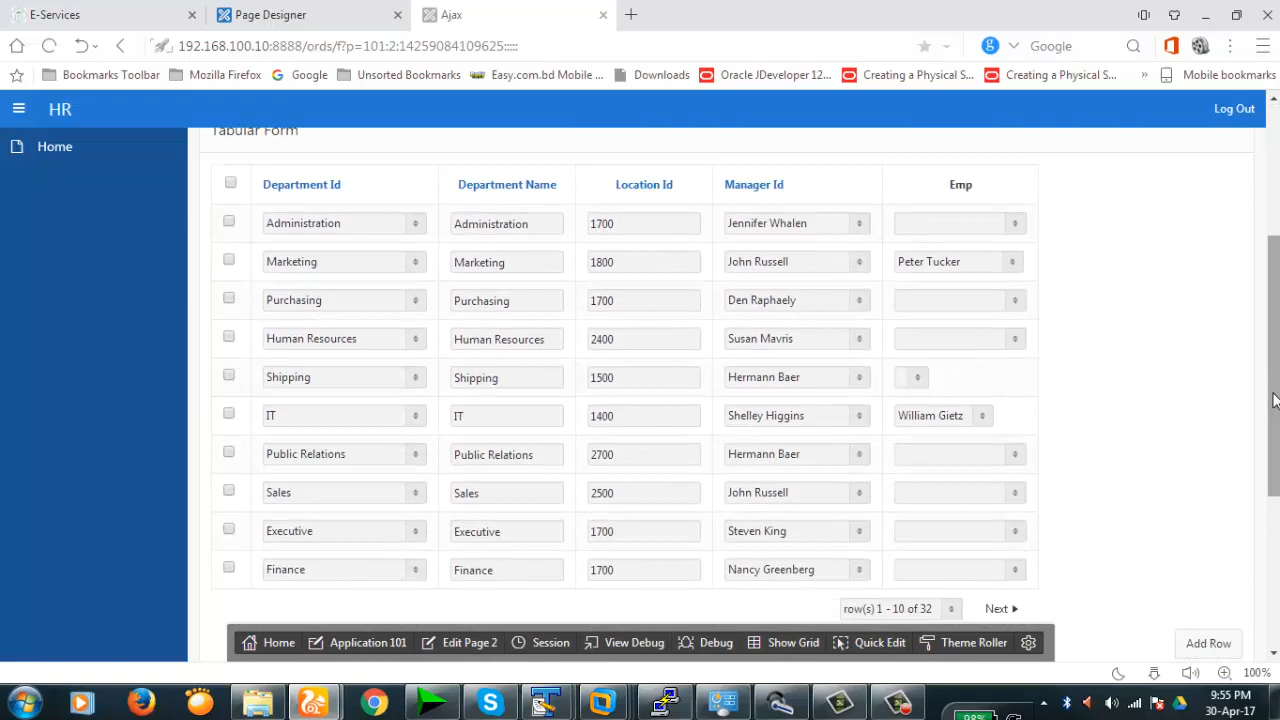 E-Services
Page Designer
Ajax
192.168.100.10:8888/ords/f?p=101:2:14259084109625:::::
Google
Bookmarks Toolbar
Mozilla Firefox
Google
Unsorted Bookmarks
Easy.com.bd Mobile ...
Downloads
Oracle JDeveloper 12...
Creating a Physical S...
Creating a Physical S...
Mobile bookmarks
HR
Log Out
Home
Tabular Form
Department Id Department Name Location Id Manager Id Emp
Administration Administration 1700 Jennifer Whalen
Marketing Marketing 1800 John Russell Peter Tucker
Purchasing Purchasing 1700 Den Raphaely
Human Resources Human Resources 2400 Susan Mavris
Shipping Shipping 1500 Hermann Baer
IT IT 1400 Shelley Higgins William Gietz
Public Relations Public Relations 2700 Hermann Baer
Sales Sales 2500 John Russell
Executive Executive 1700 Steven King
Finance Finance 1700 Nancy Greenberg
row(s) 1 - 10 of 32 Next
Home Application 101 Edit Page 2 Session View Debug Debug Show Grid Quick Edit Theme Roller
Add Row
100%
9:55 PM
30-Apr-17
98%